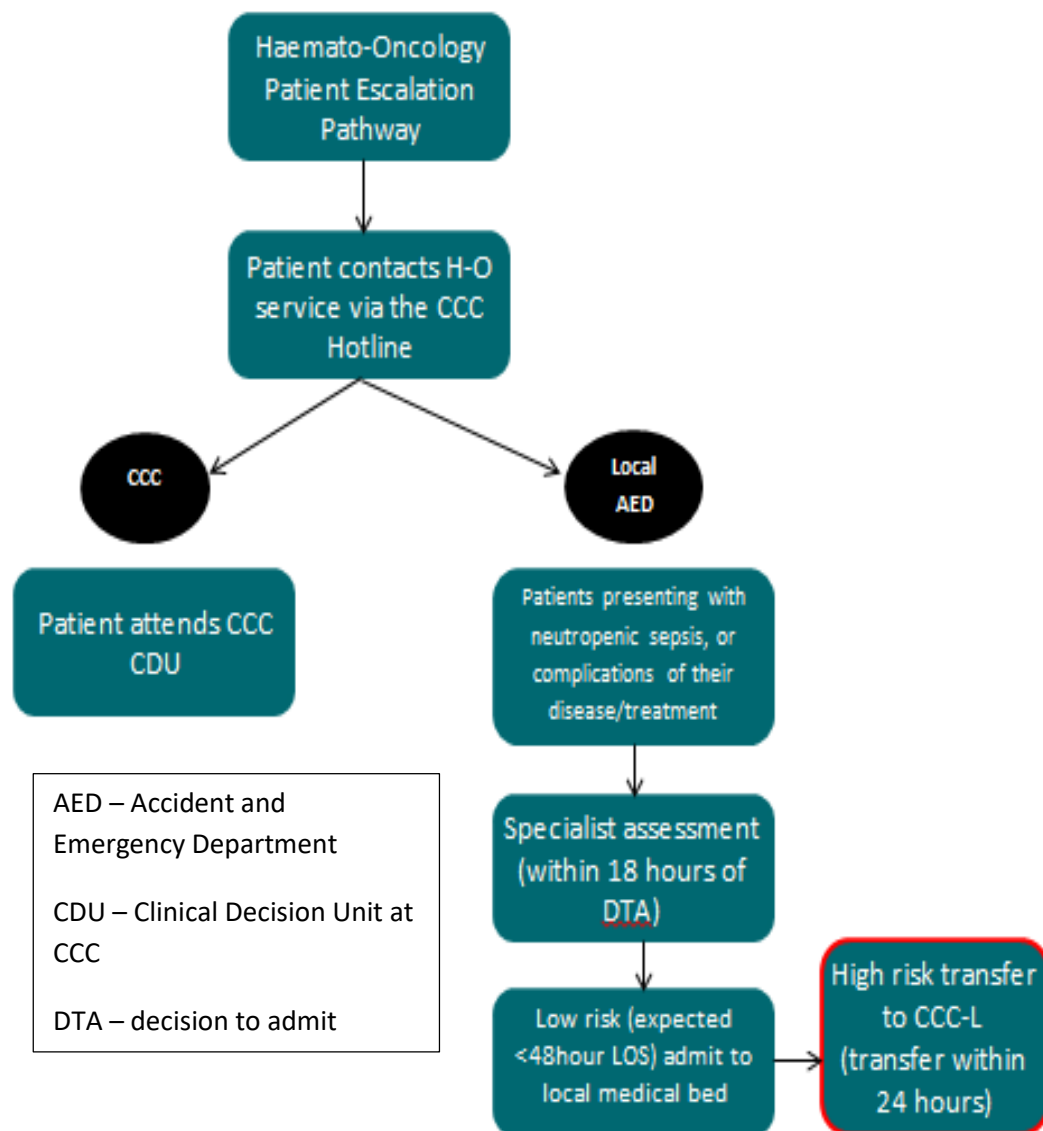 Haemato-Oncology
Patient Escalation
Pathway
Patient contacts H-O
service via the CCC
Hotline
CCC
Local
AED
Patient attends CCC
CDU
Patients presenting with
neutropenic sepsis, or
complications of their
disease/treatment
AED – Accident and
Emergency Department
CDU – Clinical Decision Unit at
CCC
DTA – decision to admit
Specialist assessment
(within 18 hours of
DTA)
Low risk (expected
<48hour LOS) admit to
local medical bed
High risk transfer
to CCC-L
(transfer within
24 hours)